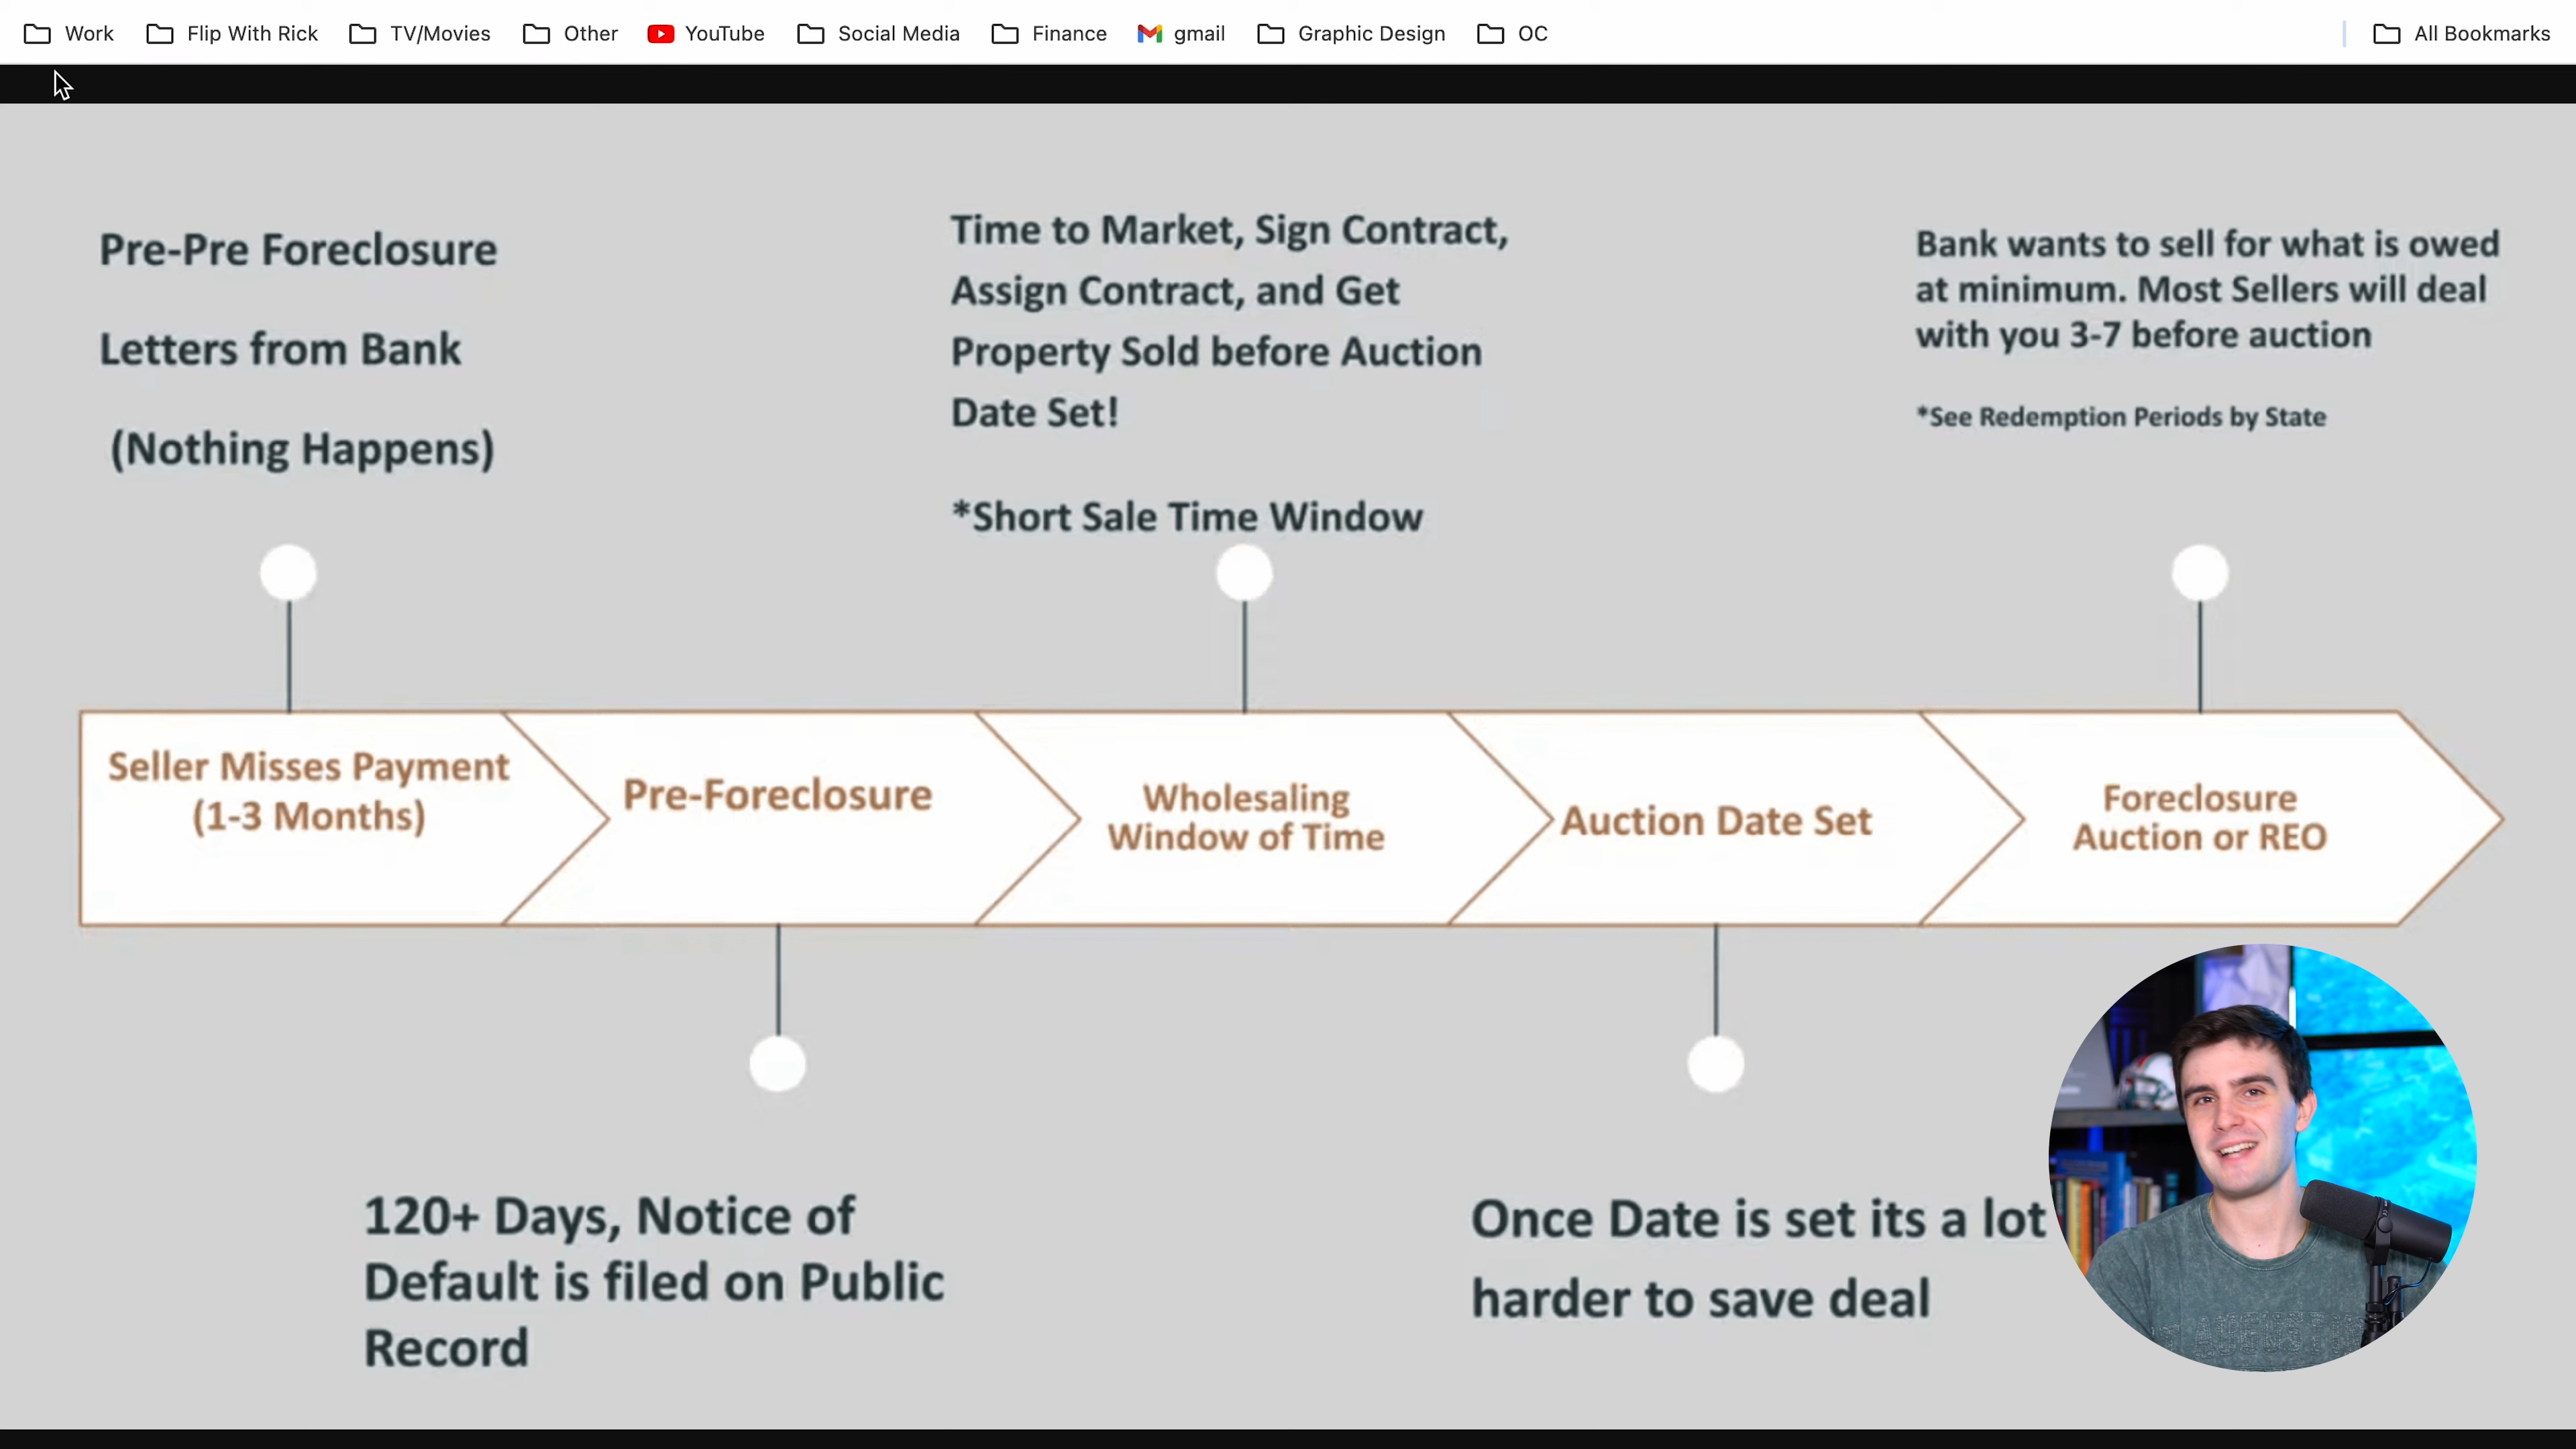 Work
Flip With Rick
TV/Movies
Other
YouTube
Social Media
Finance
gmail
Graphic Design
OC
All Bookmarks
Pre-Pre Foreclosure
Letters from Bank
(Nothing Happens)
Time to Market, Sign Contract,
Assign Contract, and Get
Property Sold before Auction
Date Set!
*Short Sale Time Window
Bank wants to sell for what is owed
at minimum. Most Sellers will deal
with you 3-7 before auction
*See Redemption Periods by State
Seller Misses Payment
(1-3 Months)
Pre-Foreclosure
Wholesaling
Window of Time
Auction Date Set
Foreclosure
Auction or REO
120+ Days, Notice of
Default is filed on Public
Record
Once Date is set its a lot
harder to save deal